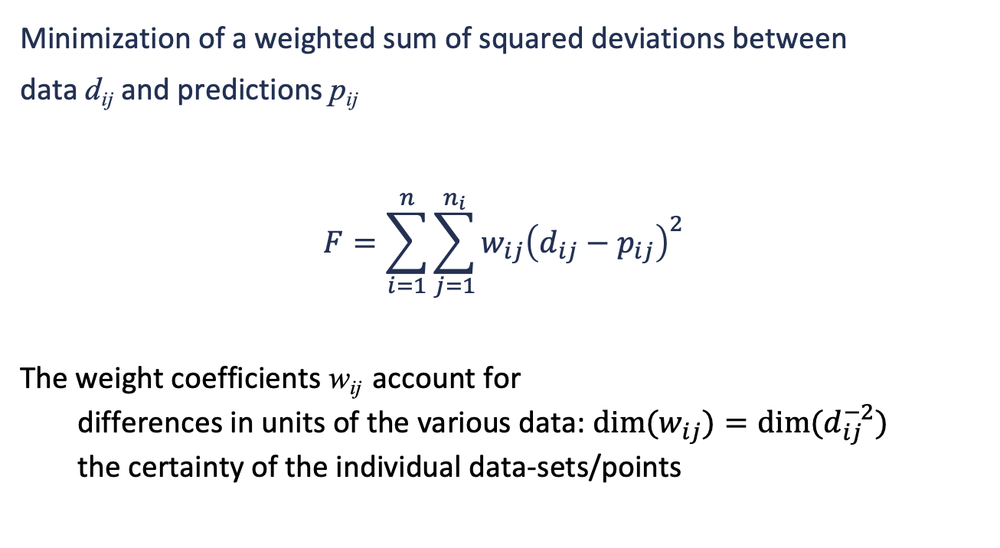 Minimization of a weighted sum of squared deviations between
data d_{ij} and predictions p_{ij}
F = \sum_{i=1}^{n} \sum_{j=1}^{n_i} w_{ij}(d_{ij} − p_{ij})^2
The weight coefficients w_{ij} account for
differences in units of the various data: dim(w_{ij}) = dim(d_{ij}^{−2})
the certainty of the individual data-sets/points